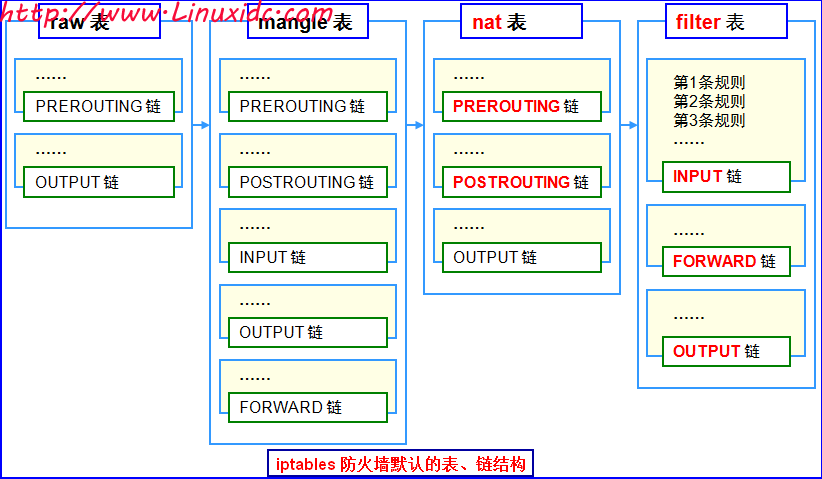 http://www.Linuxidc.com
raw 表
……
PREROUTING 链
……
OUTPUT 链
mangle 表
……
PREROUTING 链
……
POSTROUTING 链
……
INPUT 链
……
OUTPUT 链
……
FORWARD 链
nat 表
……
PREROUTING 链
……
POSTROUTING 链
……
OUTPUT 链
filter 表
第1条规则
第2条规则
第3条规则
……
INPUT 链
……
FORWARD 链
……
OUTPUT 链
iptables 防火墙默认的表、链结构